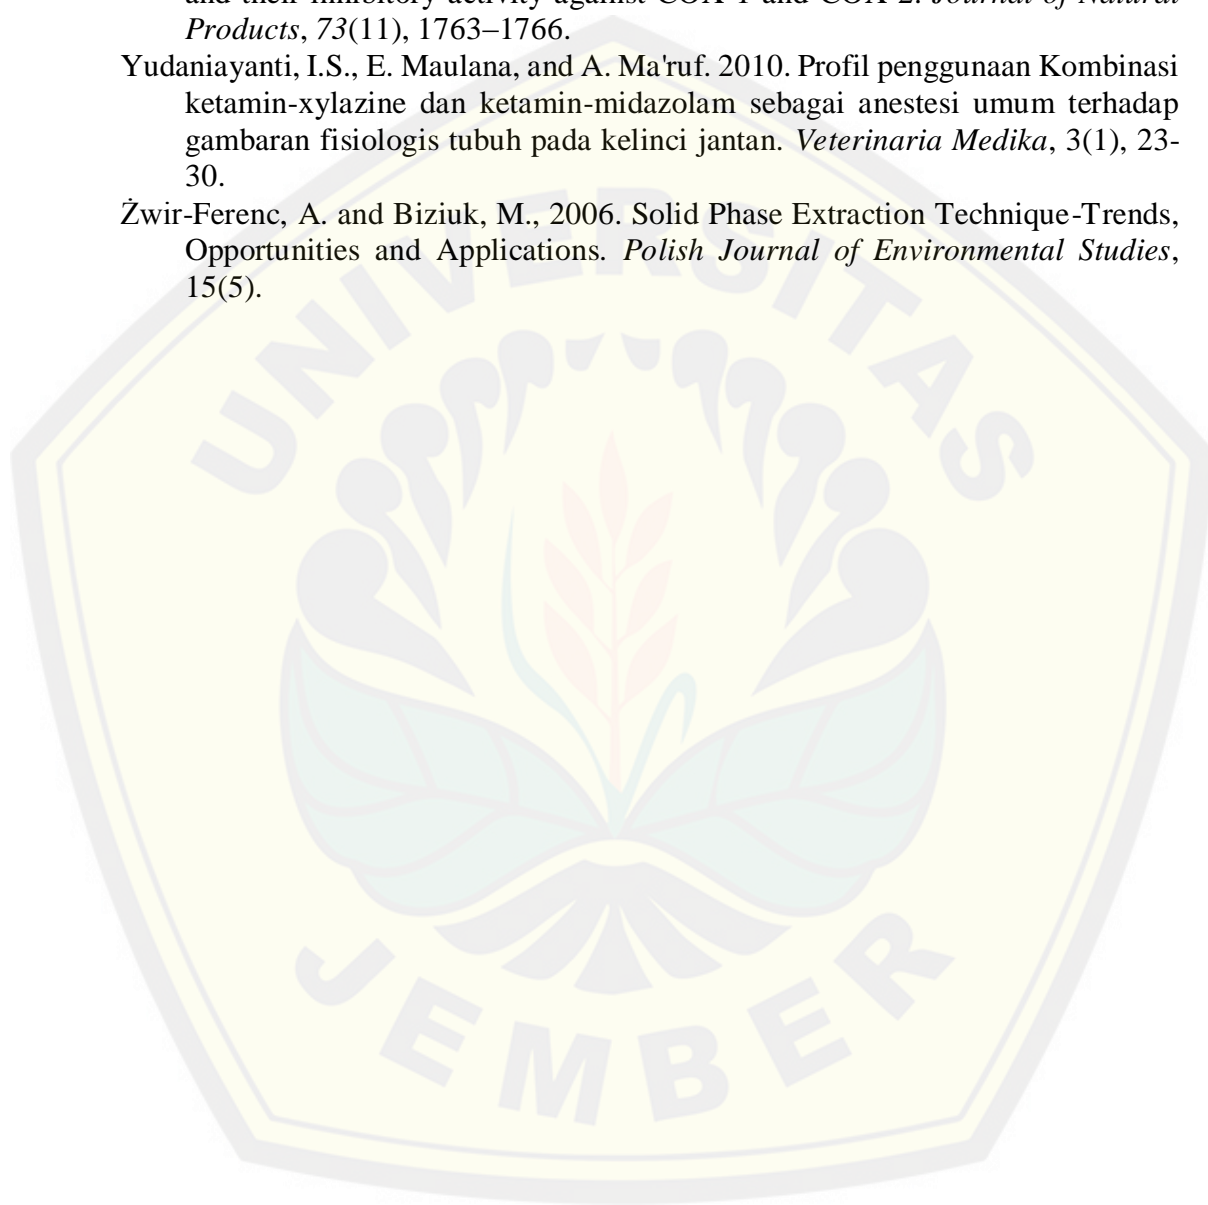 and their inhibitory activity against COX-1 and COX-2. Journal of Natural
Products, 73(11), 1763–1766.
Yudaniayanti, I.S., E. Maulana, and A. Ma'ruf. 2010. Profil penggunaan Kombinasi
ketamin-xylazine dan ketamin-midazolam sebagai anestesi umum terhadap
gambaran fisiologis tubuh pada kelinci jantan. Veterinaria Medika, 3(1), 23-
30.
Żwir-Ferenc, A. and Biziuk, M., 2006. Solid Phase Extraction Technique-Trends,
Opportunities and Applications. Polish Journal of Environmental Studies,
15(5).
UNIVERSITAS
JEMBER